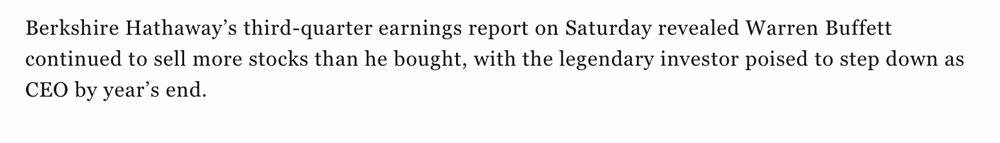 Berkshire Hathaway’s third-quarter earnings report on Saturday revealed Warren Buffett
continued to sell more stocks than he bought, with the legendary investor poised to step down as
CEO by year’s end.